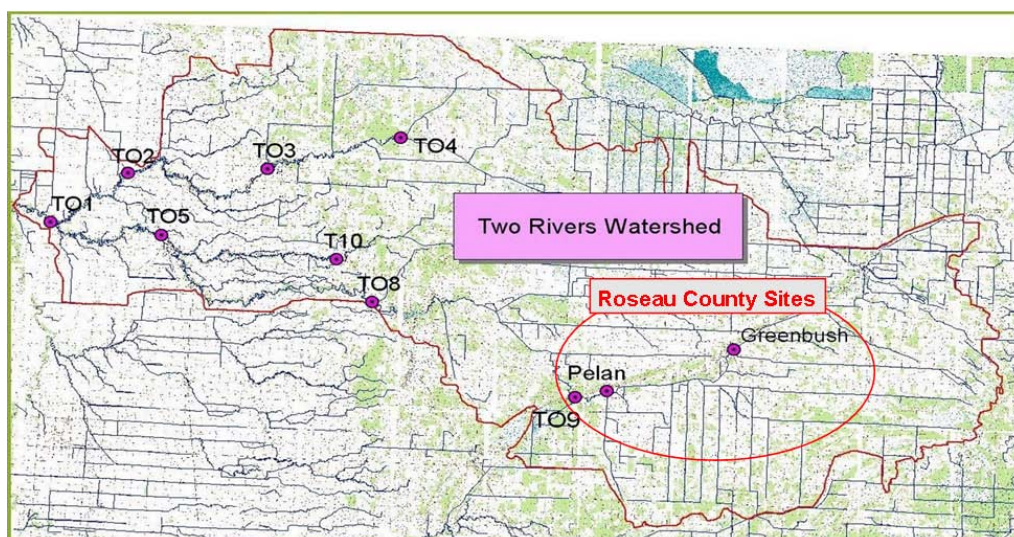 TO4
TO2
TO3
TO1
TO5
Two Rivers Watershed
T10
TO8
Roseau County Sites
Greenbush
Pelan
TO9